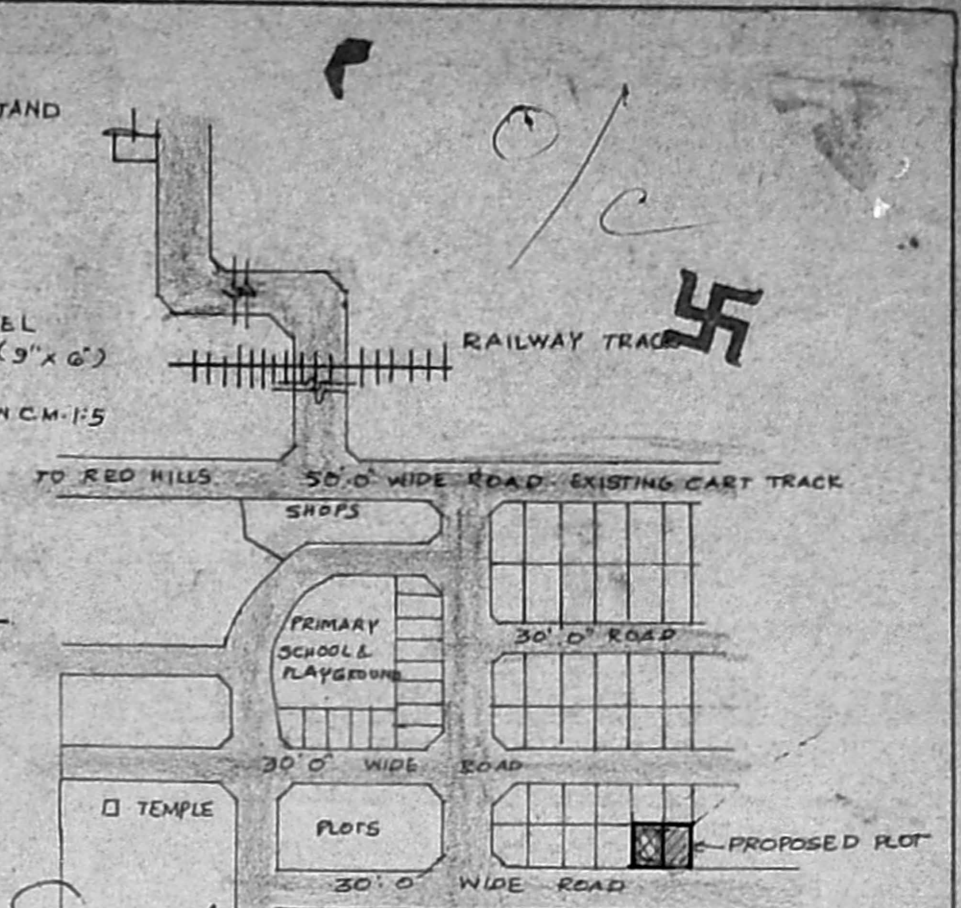 TAND
O/C
EL
(9"x 6")
RAILWAY TRACK
N C.M-1:5
TO RED HILLS
50'.0" WIDE ROAD. EXISTING CART TRACK
SHOPS
PRIMARY
SCHOOL &
PLAYGROUND
30'.0" ROAD
30'0" WIDE ROAD
TEMPLE
PLOTS
PROPOSED PLOT
30'.0" WIDE ROAD